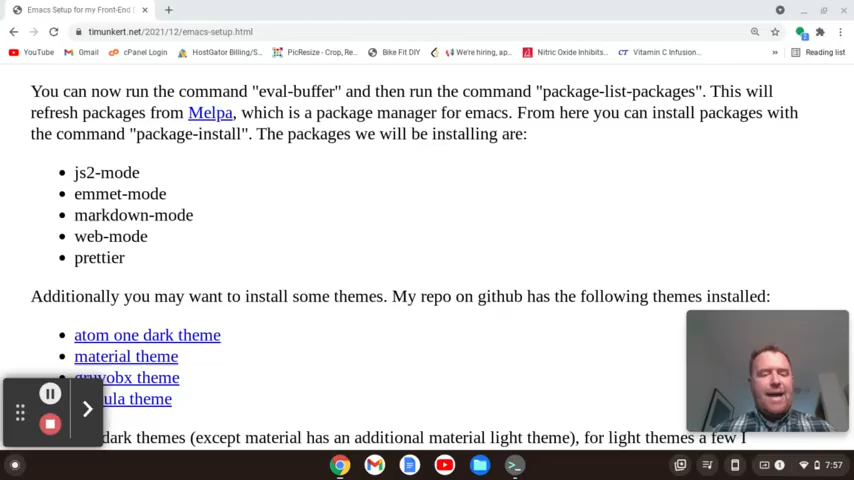 Emacs Setup for my Front-End
timunkert.net/2021/12/emacs-setup.html
YouTube
Gmail
cPanel Login
HostGator Billing/S...
PicResize - Crop, Re...
Bike Fit DIY
We're hiring, ap...
Nitric Oxide Inhibits...
CT Vitamin C Infusion...
»
Reading list
You can now run the command "eval-buffer" and then run the command "package-list-packages". This will
refresh packages from Melpa, which is a package manager for emacs. From here you can install packages with
the command "package-install". The packages we will be installing are:
• js2-mode
• emmet-mode
• markdown-mode
• web-mode
• prettier
Additionally you may want to install some themes. My repo on github has the following themes installed:
• atom one dark theme
• material theme
gruvobx theme
ula theme
dark themes (except material has an additional material light theme), for light themes a few I
1
7:57